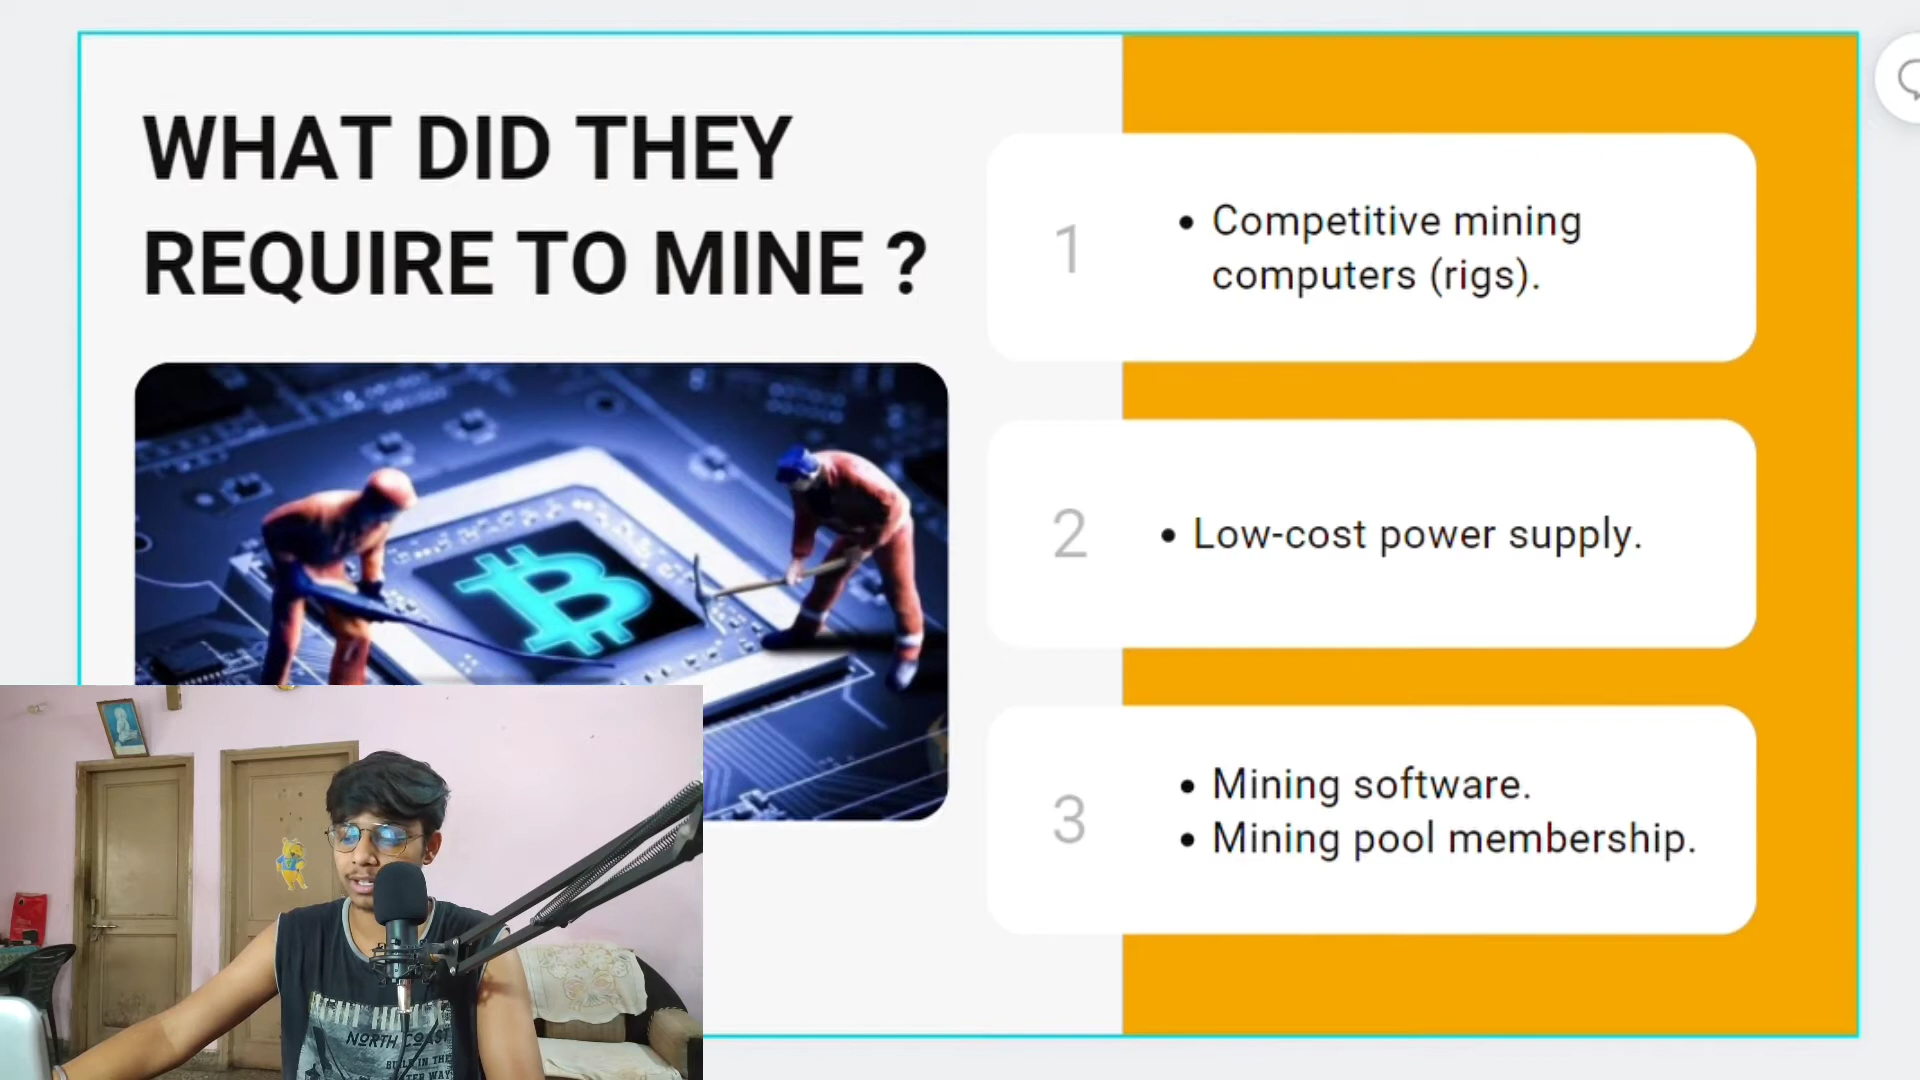 WHAT DID THEY
REQUIRE TO MINE ?
1
• Competitive mining
computers (rigs).
2
• Low-cost power supply.
3
• Mining software.
• Mining pool membership.
NORTH COAST